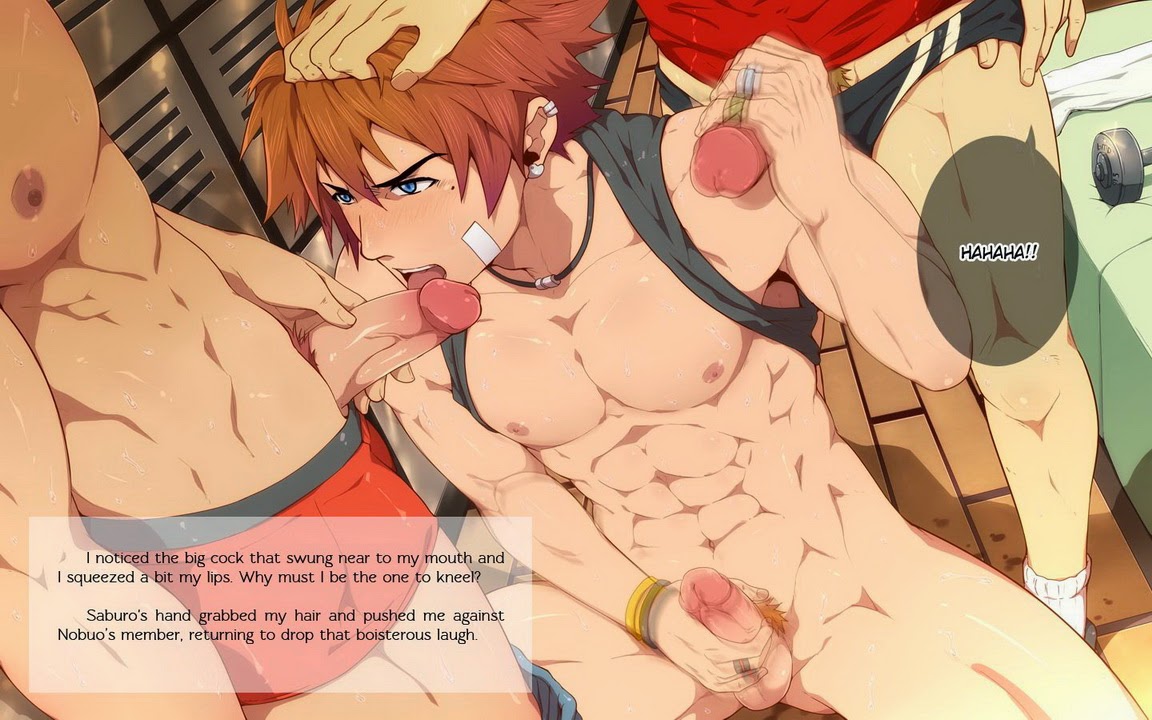 HAHAHA!!
I noticed the big cock that swung near to my mouth and
I squeezed a bit my lips. Why must I be the one to kneel?
Saburo's hand grabbed my hair and pushed me against
Nobuo's member, returning to drop that boisterous laugh.